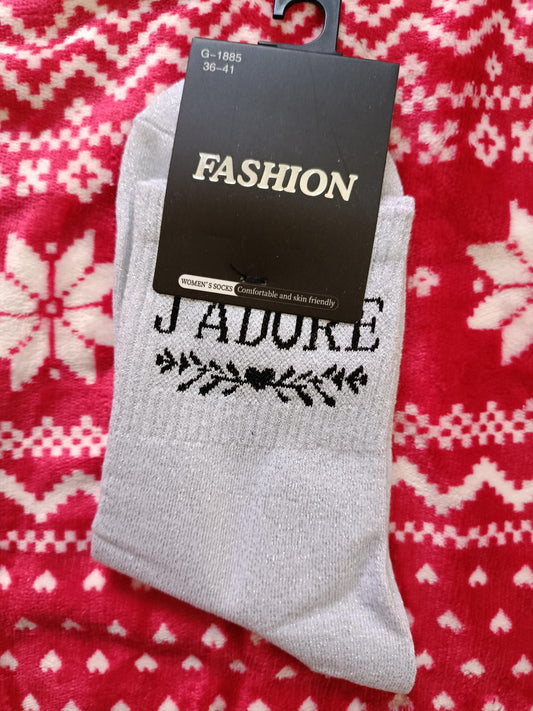 G-1885
36-41
FASHION
WOMEN'S SOCKS Comfortable and skin friendly
J'ADORE